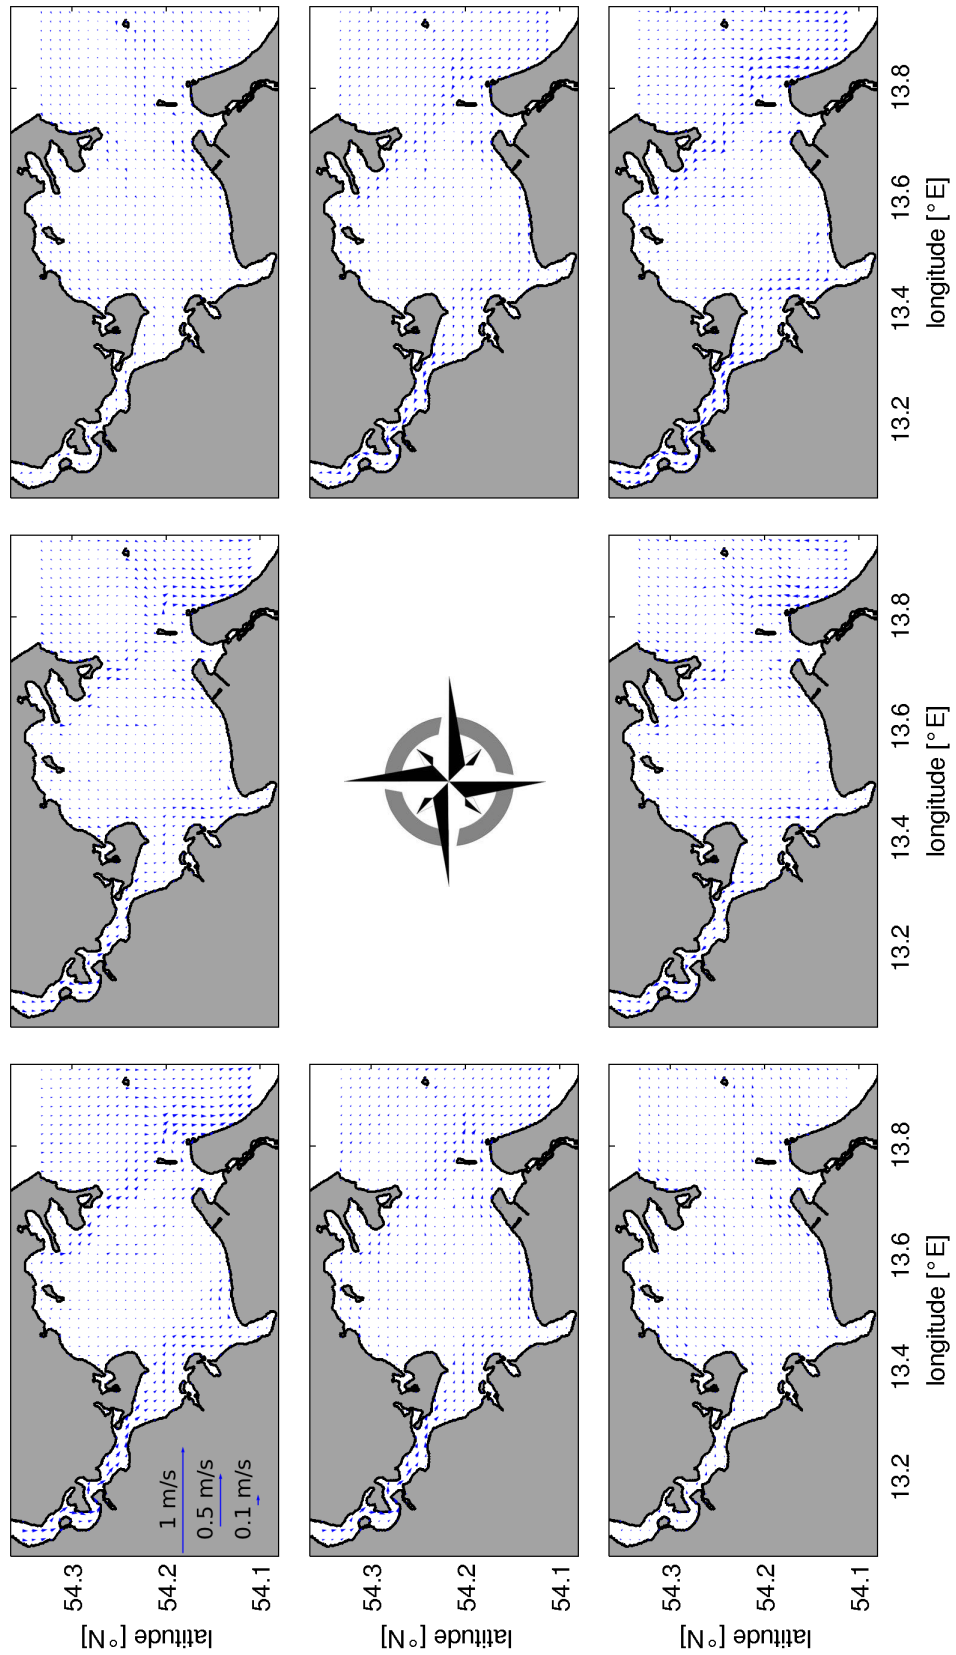 latitude [°N]
54.3
54.2
54.1
1 m/s
0.5 m/s
0.1 m/s
latitude [°N]
54.3
54.2
54.1
latitude [°N]
54.3
54.2
54.1
13.2 13.4 13.6 13.8
longitude [°E]
13.2 13.4 13.6 13.8
longitude [°E]
13.2 13.4 13.6 13.8
longitude [°E]